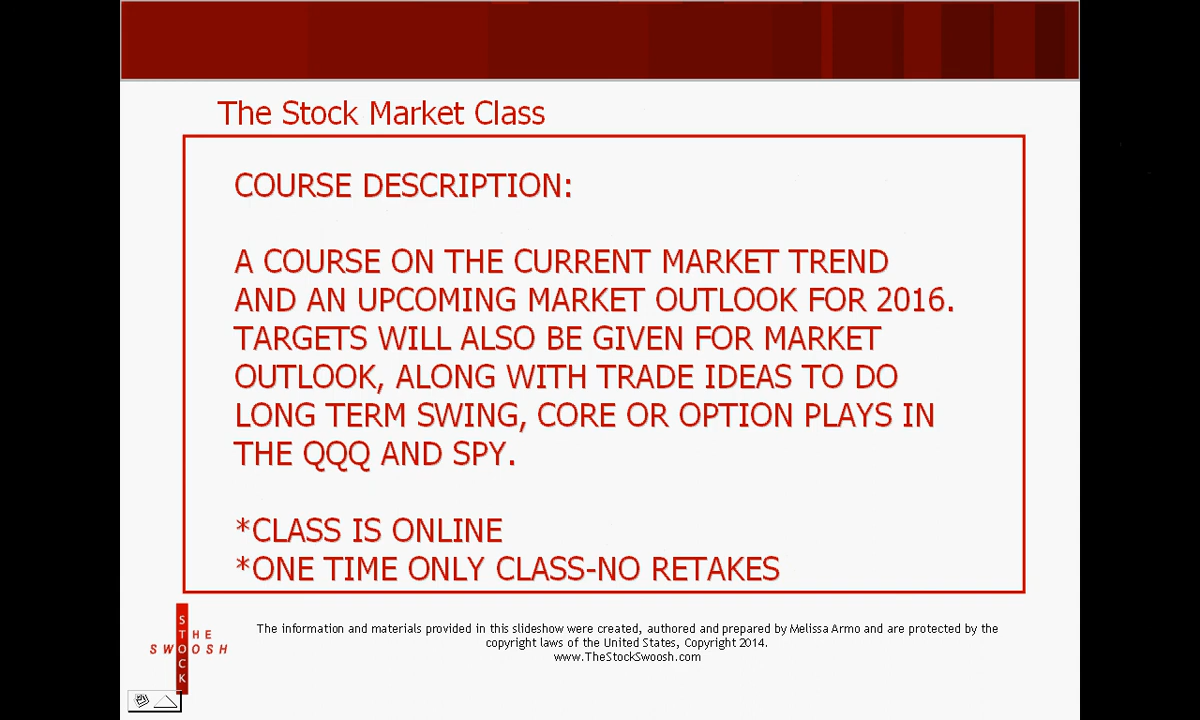 The Stock Market Class
COURSE DESCRIPTION:
A COURSE ON THE CURRENT MARKET TREND
AND AN UPCOMING MARKET OUTLOOK FOR 2016.
TARGETS WILL ALSO BE GIVEN FOR MARKET
OUTLOOK, ALONG WITH TRADE IDEAS TO DO
LONG TERM SWING, CORE OR OPTION PLAYS IN
THE QQQ AND SPY.
*CLASS IS ONLINE
*ONE TIME ONLY CLASS-NO RETAKES
THE
STOCK
SWOOSH
The information and materials provided in this slideshow were created, authored and prepared by Melissa Armo and are protected by the
copyright laws of the United States, Copyright 2014.
www.TheStockSwoosh.com